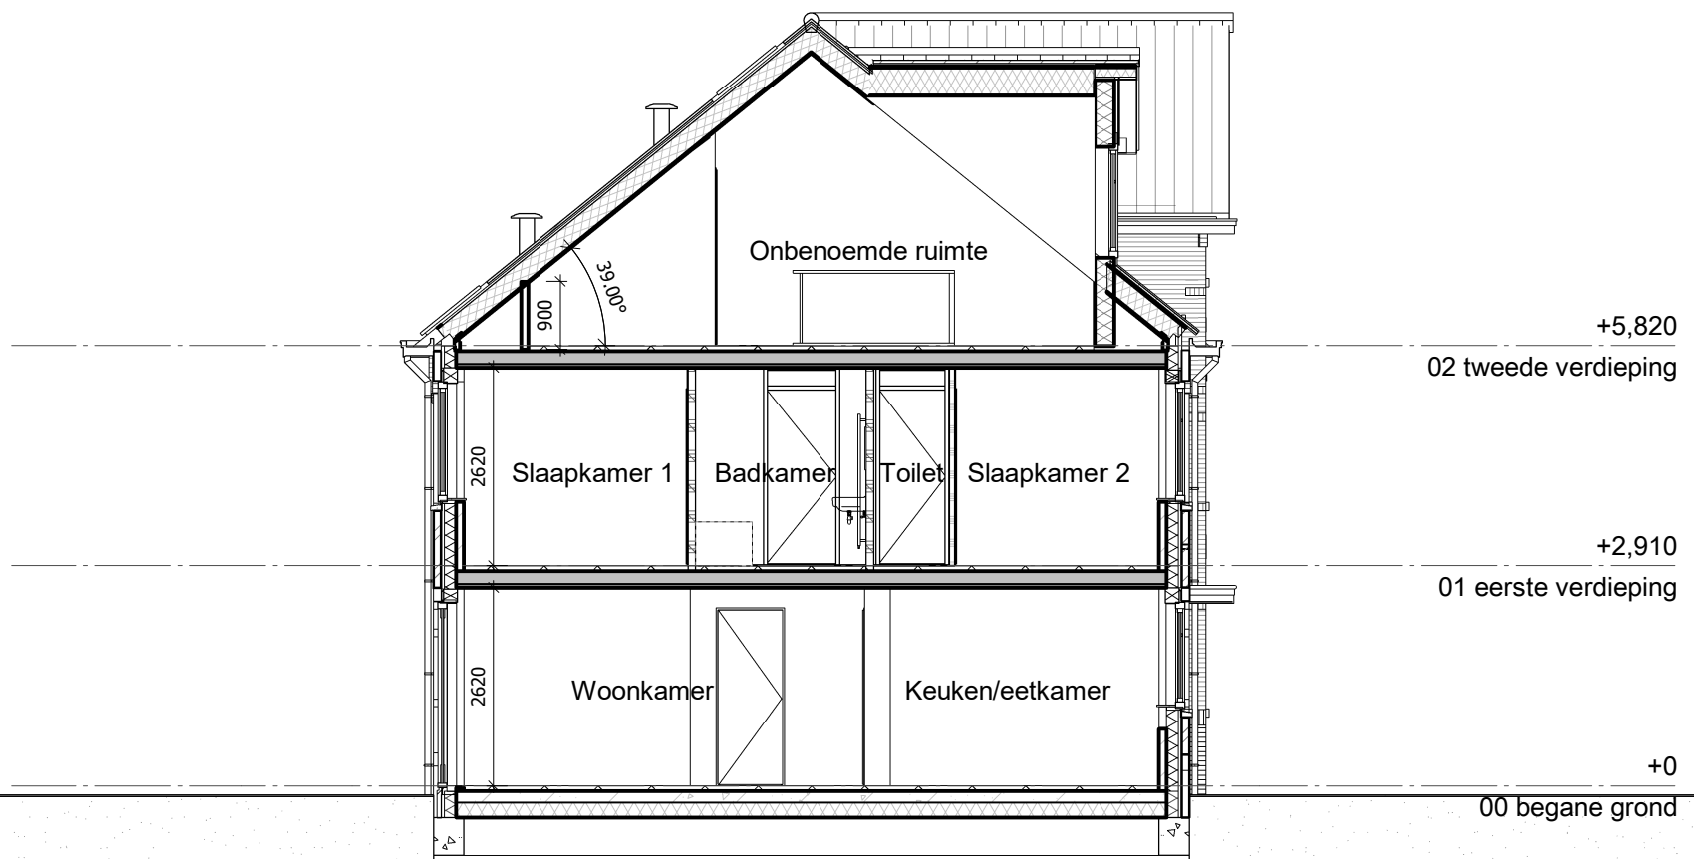 Onbenoemde ruimte
39.00°
900
+5,820
02 tweede verdieping
2620
Slaapkamer 1
Badkamer
Toilet
Slaapkamer 2
+2,910
01 eerste verdieping
2620
Woonkamer
Keuken/eetkamer
+0
00 begane grond